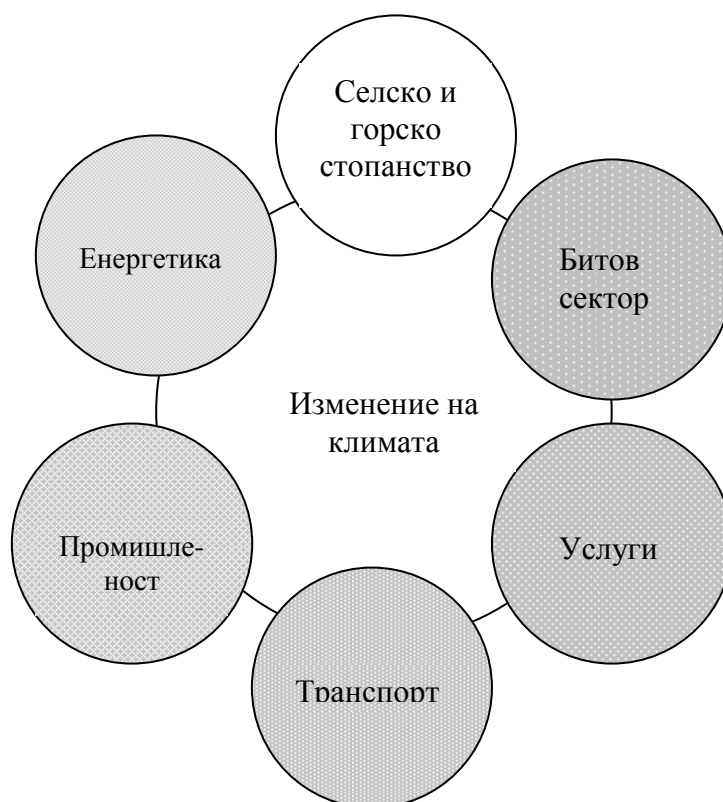 Селско и
горско
стопанство
Енергетика
Битов
сектор
Изменение на
климата
Промишле-
ност
Услуги
Транспорт